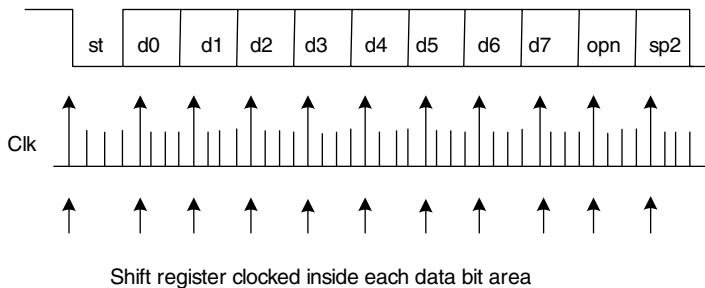 st d0 d1 d2 d3 d4 d5 d6 d7 opn sp2
Clk
Shift register clocked inside each data bit area